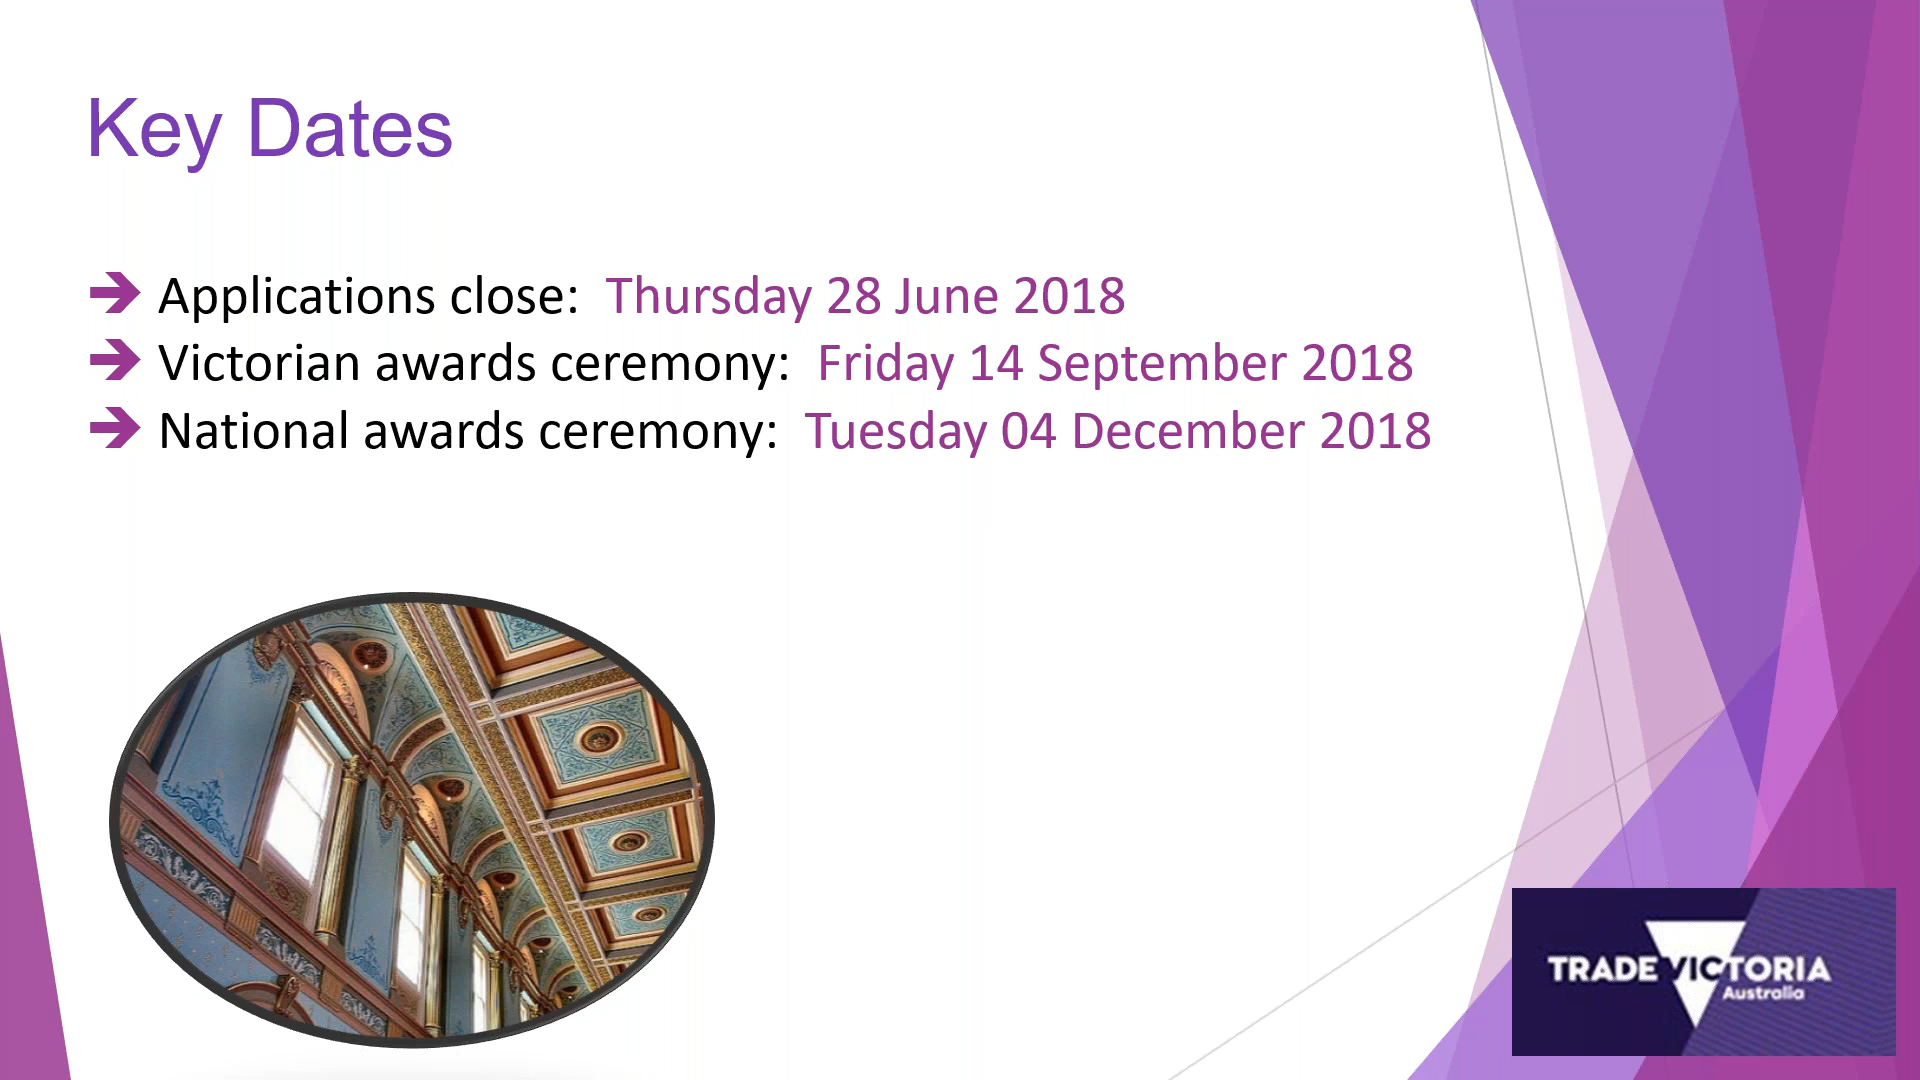 Key Dates
Applications close: Thursday 28 June 2018
Victorian awards ceremony: Friday 14 September 2018
National awards ceremony: Tuesday 04 December 2018
TRADE VICTORIA
Australia